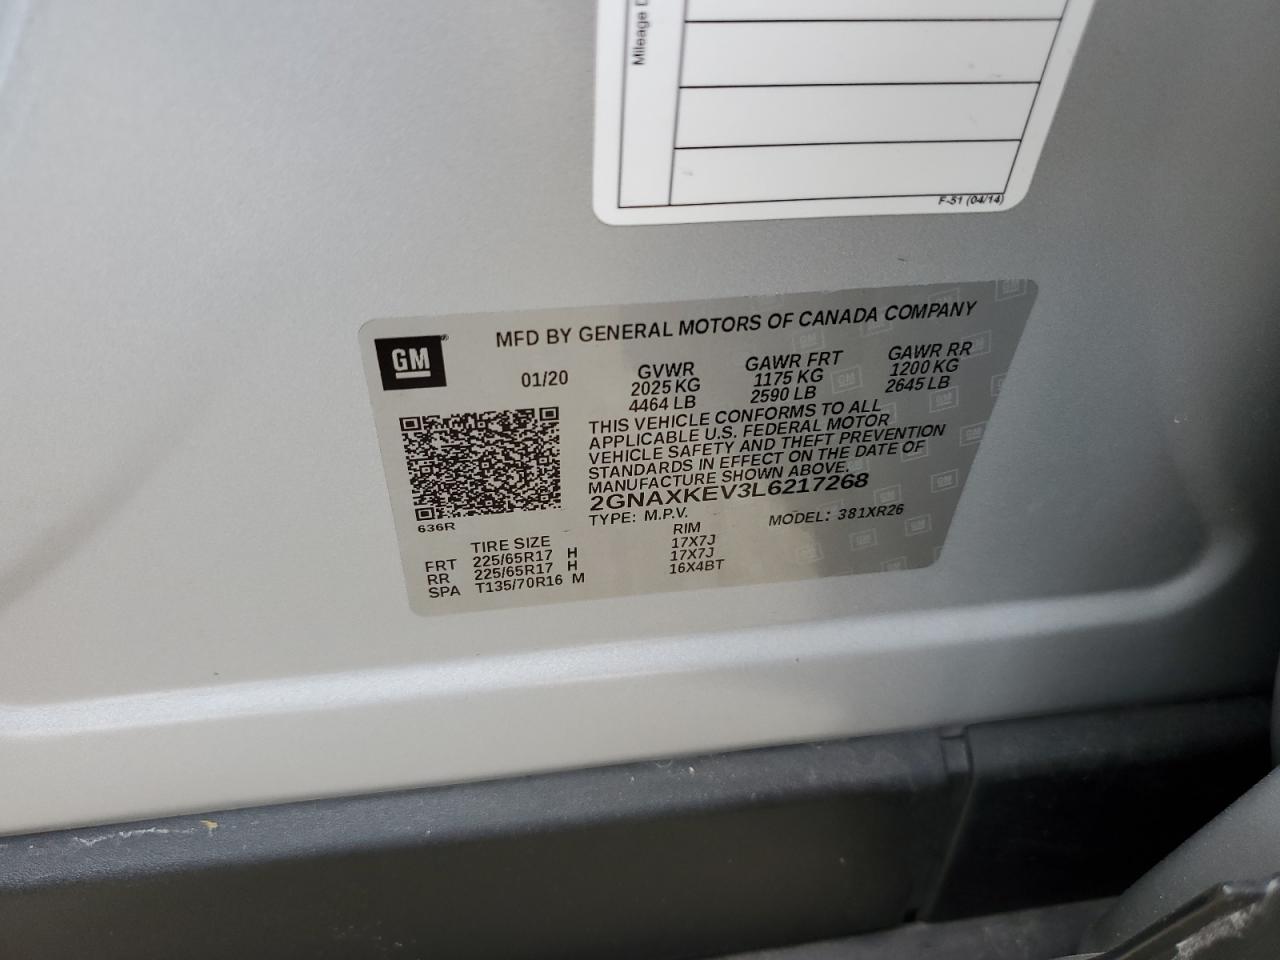 Mileage
F-51 (04/14)
GM
MFD BY GENERAL MOTORS OF CANADA COMPANY
01/20
GVWR GAWR FRT GAWR RR
2025 KG 1175 KG 1200 KG
4464 LB 2590 LB 2645 LB
THIS VEHICLE CONFORMS TO ALL
APPLICABLE U.S. FEDERAL MOTOR
VEHICLE SAFETY AND THEFT PREVENTION
STANDARDS IN EFFECT ON THE DATE OF
MANUFACTURE SHOWN ABOVE.
2GNAXKEV3L6217268
TYPE: M.P.V. MODEL: 381XR26
636R
TIRE SIZE RIM
FRT 225/65R17 H 17X7J
RR 225/65R17 H 17X7J
SPA T135/70R16 M 16X4BT